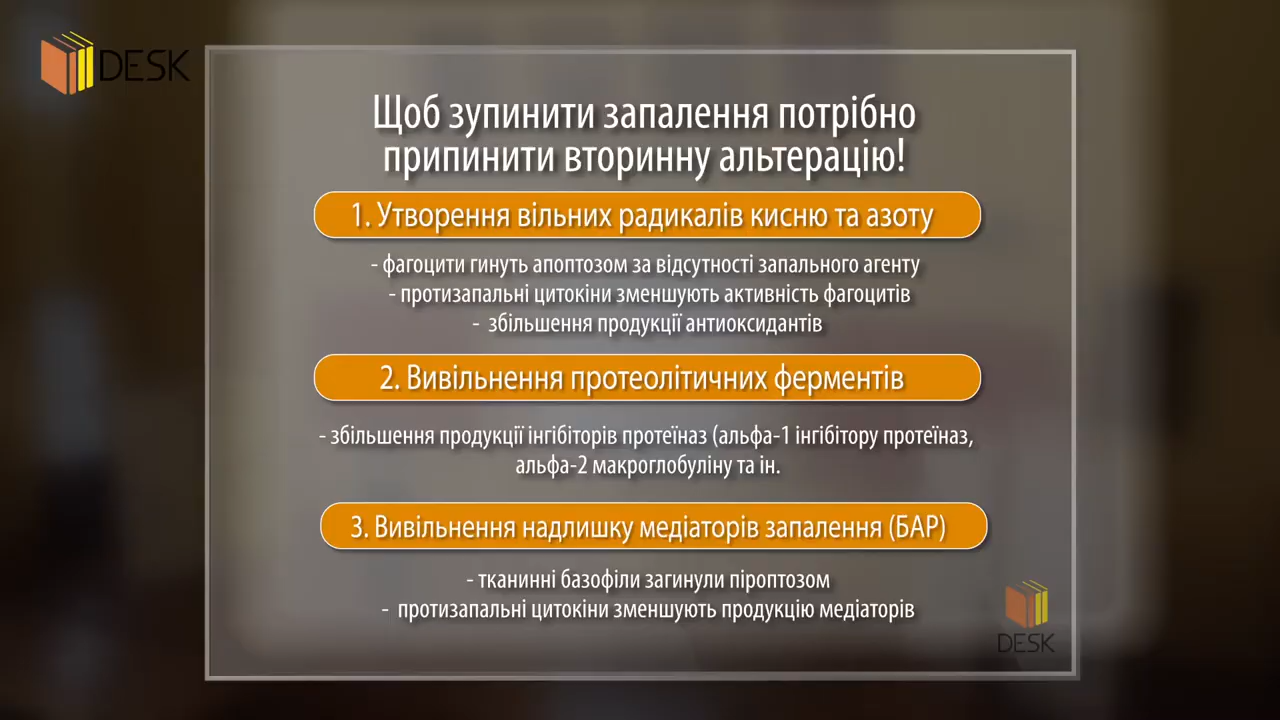 DESK
Щоб зупинити запалення потрібно
припинити вторинну альтерацію!
1. Утворення вільних радикалів кисню та азоту
- фагоцити гинуть апоптозом за відсутності запального агенту
- протизапальні цитокіни зменшують активність фагоцитів
- збільшення продукції антиоксидантів
2. Вивільнення протеолітичних ферментів
- збільшення продукції інгібіторів протеїназ (альфа-1 інгібітору протеїназ,
альфа-2 макроглобуліну та ін.
3. Вивільнення надлишку медіаторів запалення (БАР)
- тканинні базофіли загинули піроптозом
- протизапальні цитокіни зменшують продукцію медіаторів
DESK